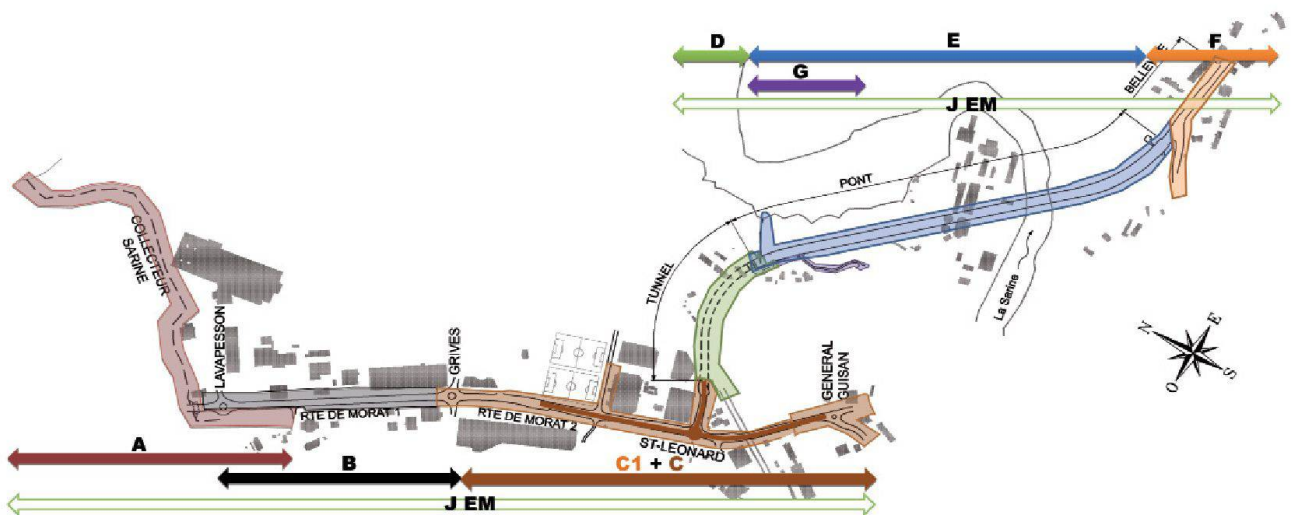 D
E
F
G
J EM
BELLEVUE
PONT
TUNNEL
La Sarine
COLLECTEUR
SARINE
LAVAPESSON
GRIVES
GENERAL
GUISAN
RTE DE MORAT 1
RTE DE MORAT 2
ST-LEONARD
N
E
O
S
A
B
C1 + C
J EM